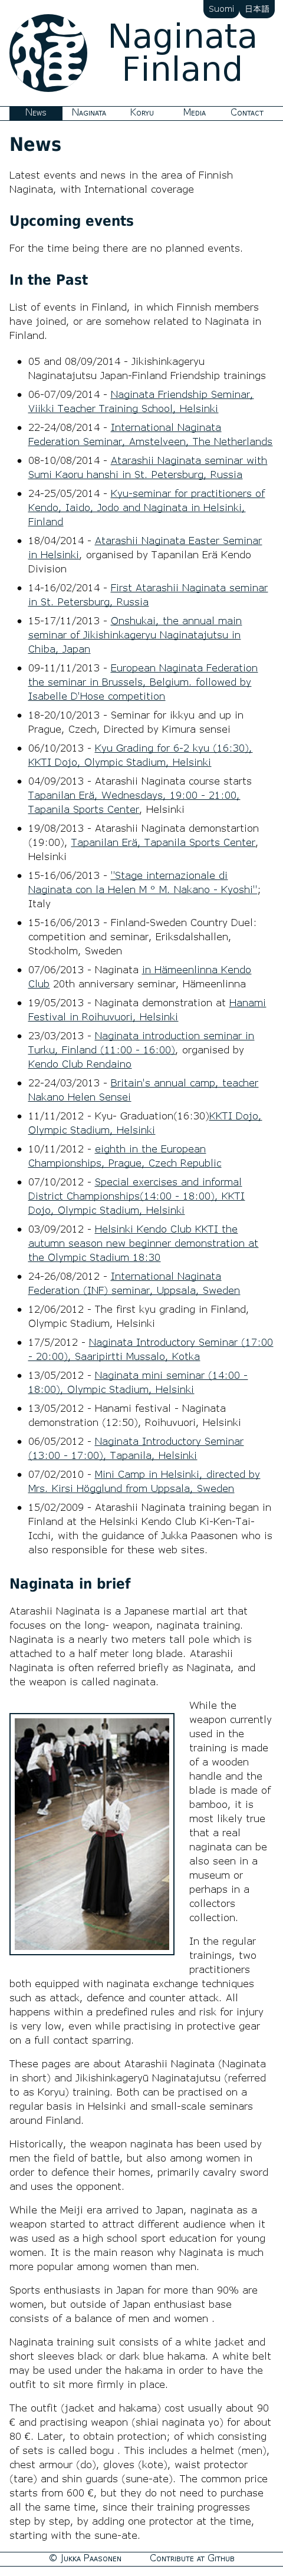 Suomi 日本語
Naginata
Finland
News Naginata Koryu Media Contact
News
Latest events and news in the area of Finnish
Naginata, with International coverage
Upcoming events
For the time being there are no planned events.
In the Past
List of events in Finland, in which Finnish members
have joined, or are somehow related to Naginata in
Finland.
05 and 08/09/2014 - Jikishinkageryu
Naginatajutsu Japan-Finland Friendship trainings
06-07/09/2014 - Naginata Friendship Seminar,
Viikki Teacher Training School, Helsinki
22-24/08/2014 - International Naginata
Federation Seminar, Amstelveen, The Netherlands
08-10/08/2014 - Atarashii Naginata seminar with
Sumi Kaoru hanshi in St. Petersburg, Russia
24-25/05/2014 - Kyu-seminar for practitioners of
Kendo, Iaido, Jodo and Naginata in Helsinki,
Finland
18/04/2014 - Atarashii Naginata Easter Seminar
in Helsinki, organised by Tapanilan Erä Kendo
Division
14-16/02/2014 - First Atarashii Naginata seminar
in St. Petersburg, Russia
15-17/11/2013 - Onshukai, the annual main
seminar of Jikishinkageryu Naginatajutsu in
Chiba, Japan
09-11/11/2013 - European Naginata Federation
the seminar in Brussels, Belgium. followed by
Isabelle D'Hose competition
18-20/10/2013 - Seminar for ikkyu and up in
Prague, Czech, Directed by Kimura sensei
06/10/2013 - Kyu Grading for 6-2 kyu (16:30),
KKTI Dojo, Olympic Stadium, Helsinki
04/09/2013 - Atarashii Naginata course starts
Tapanilan Erä, Wednesdays, 19:00 - 21:00,
Tapanila Sports Center, Helsinki
19/08/2013 - Atarashii Naginata demonstartion
(19:00), Tapanilan Erä, Tapanila Sports Center,
Helsinki
15-16/06/2013 - "Stage internazionale di
Naginata con la Helen M ° M. Nakano - Kyoshi";
Italy
15-16/06/2013 - Finland-Sweden Country Duel:
competition and seminar, Eriksdalshallen,
Stockholm, Sweden
07/06/2013 - Naginata in Hämeenlinna Kendo
Club 20th anniversary seminar, Hämeenlinna
19/05/2013 - Naginata demonstration at Hanami
Festival in Roihuvuori, Helsinki
23/03/2013 - Naginata introduction seminar in
Turku, Finland (11:00 - 16:00), organised by
Kendo Club Rendaino
22-24/03/2013 - Britain's annual camp, teacher
Nakano Helen Sensei
11/11/2012 - Kyu- Graduation(16:30)KKTI Dojo,
Olympic Stadium, Helsinki
10/11/2012 - eighth in the European
Championships, Prague, Czech Republic
07/10/2012 - Special exercises and informal
District Championships(14:00 - 18:00), KKTI
Dojo, Olympic Stadium, Helsinki
03/09/2012 - Helsinki Kendo Club KKTI the
autumn season new beginner demonstration at
the Olympic Stadium 18:30
24-26/08/2012 - International Naginata
Federation (INF) seminar, Uppsala, Sweden
12/06/2012 - The first kyu grading in Finland,
Olympic Stadium, Helsinki
17/5/2012 - Naginata Introductory Seminar (17:00
- 20:00), Saaripirtti Mussalo, Kotka
13/05/2012 - Naginata mini seminar (14:00 -
18:00), Olympic Stadium, Helsinki
13/05/2012 - Hanami festival - Naginata
demonstration (12:50), Roihuvuori, Helsinki
06/05/2012 - Naginata Introductory Seminar
(13:00 - 17:00), Tapanila, Helsinki
07/02/2010 - Mini Camp in Helsinki, directed by
Mrs. Kirsi Högglund from Uppsala, Sweden
15/02/2009 - Atarashii Naginata training began in
Finland at the Helsinki Kendo Club Ki-Ken-Tai-
Icchi, with the guidance of Jukka Paasonen who is
also responsible for these web sites.
Naginata in brief
Atarashii Naginata is a Japanese martial art that
focuses on the long- weapon, naginata training.
Naginata is a nearly two meters tall pole which is
attached to a half meter long blade. Atarashii
Naginata is often referred briefly as Naginata, and
the weapon is called naginata.
While the
weapon currently
used in the
training is made
of a wooden
handle and the
blade is made of
bamboo, it is
most likely true
that a real
naginata can be
also seen in a
museum or
perhaps in a
collectors
collection.
In the regular
trainings, two
practitioners
both equipped with naginata exchange techniques
such as attack, defence and counter attack. All
happens within a predefined rules and risk for injury
is very low, even while practising in protective gear
on a full contact sparring.
These pages are about Atarashii Naginata (Naginata
in short) and Jikishinkageryū Naginatajutsu (referred
to as Koryu) training. Both can be practised on a
regular basis in Helsinki and small-scale seminars
around Finland.
Historically, the weapon naginata has been used by
men the field of battle, but also among women in
order to defence their homes, primarily cavalry sword
and uses the opponent.
While the Meiji era arrived to Japan, naginata as a
weapon started to attract different audience when it
was used as a high school sport education for young
women. It is the main reason why Naginata is much
more popular among women than men.
Sports enthusiasts in Japan for more than 90% are
women, but outside of Japan enthusiast base
consists of a balance of men and women .
Naginata training suit consists of a white jacket and
short sleeves black or dark blue hakama. A white belt
may be used under the hakama in order to have the
outfit to sit more firmly in place.
The outfit (jacket and hakama) cost usually about 90
€ and practising weapon (shiai naginata yo) for about
80 €. Later, to obtain protection; of which consisting
of sets is called bogu . This includes a helmet (men),
chest armour (do), gloves (kote), waist protector
(tare) and shin guards (sune-ate). The common price
starts from 600 €, but they do not need to purchase
all the same time, since their training progresses
step by step, by adding one protector at the time,
starting with the sune-ate.
© Jukka Paasonen Contribute at Github